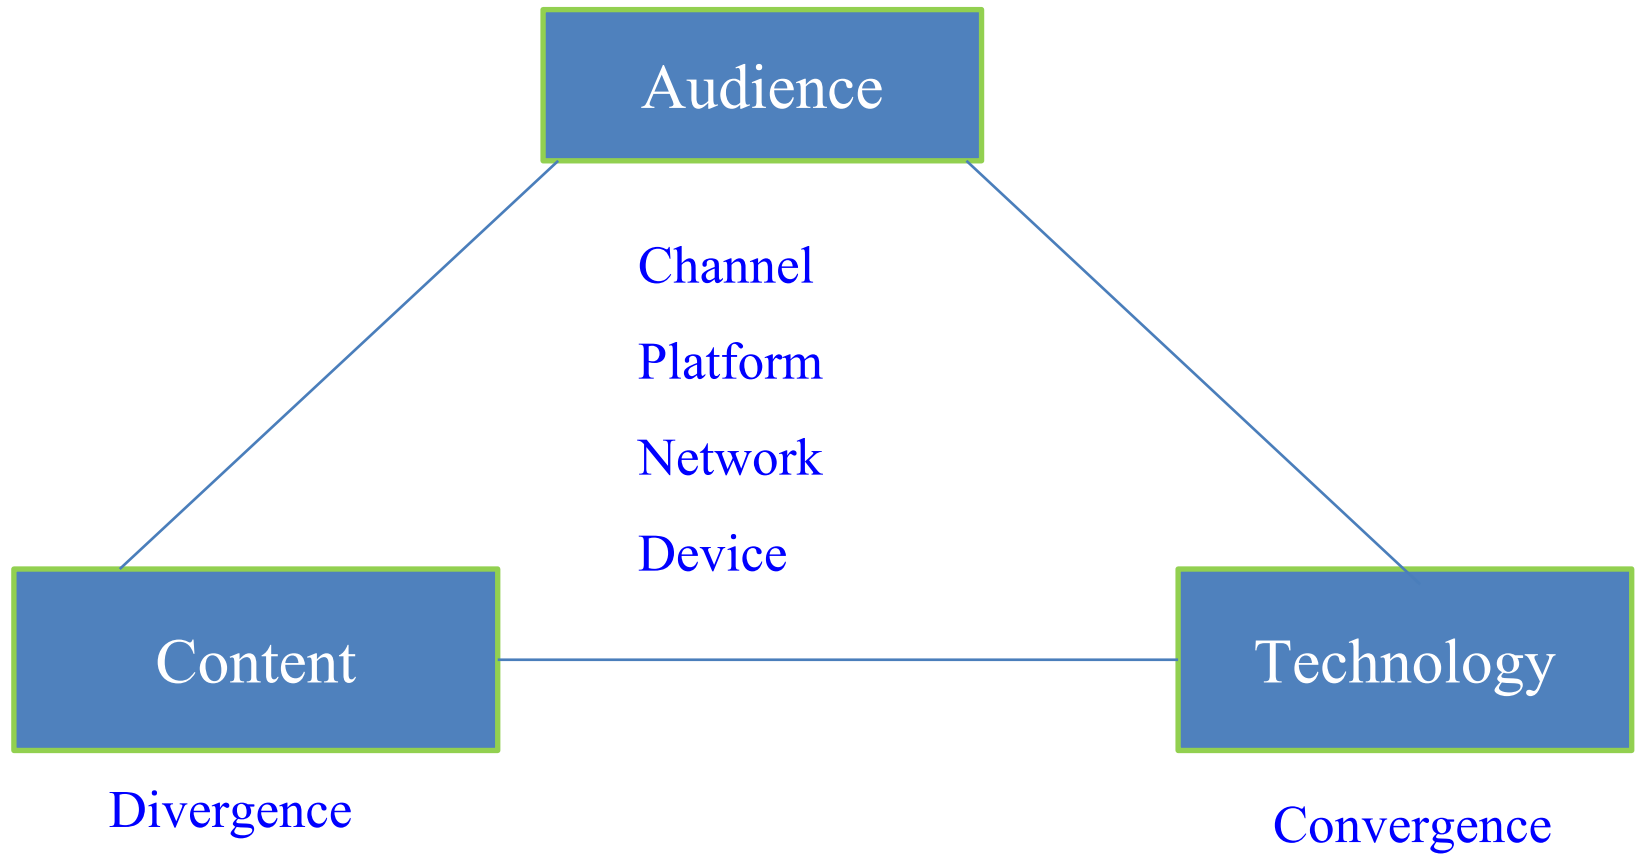 Audience
Channel
Platform
Network
Device
Content
Technology
Divergence
Convergence